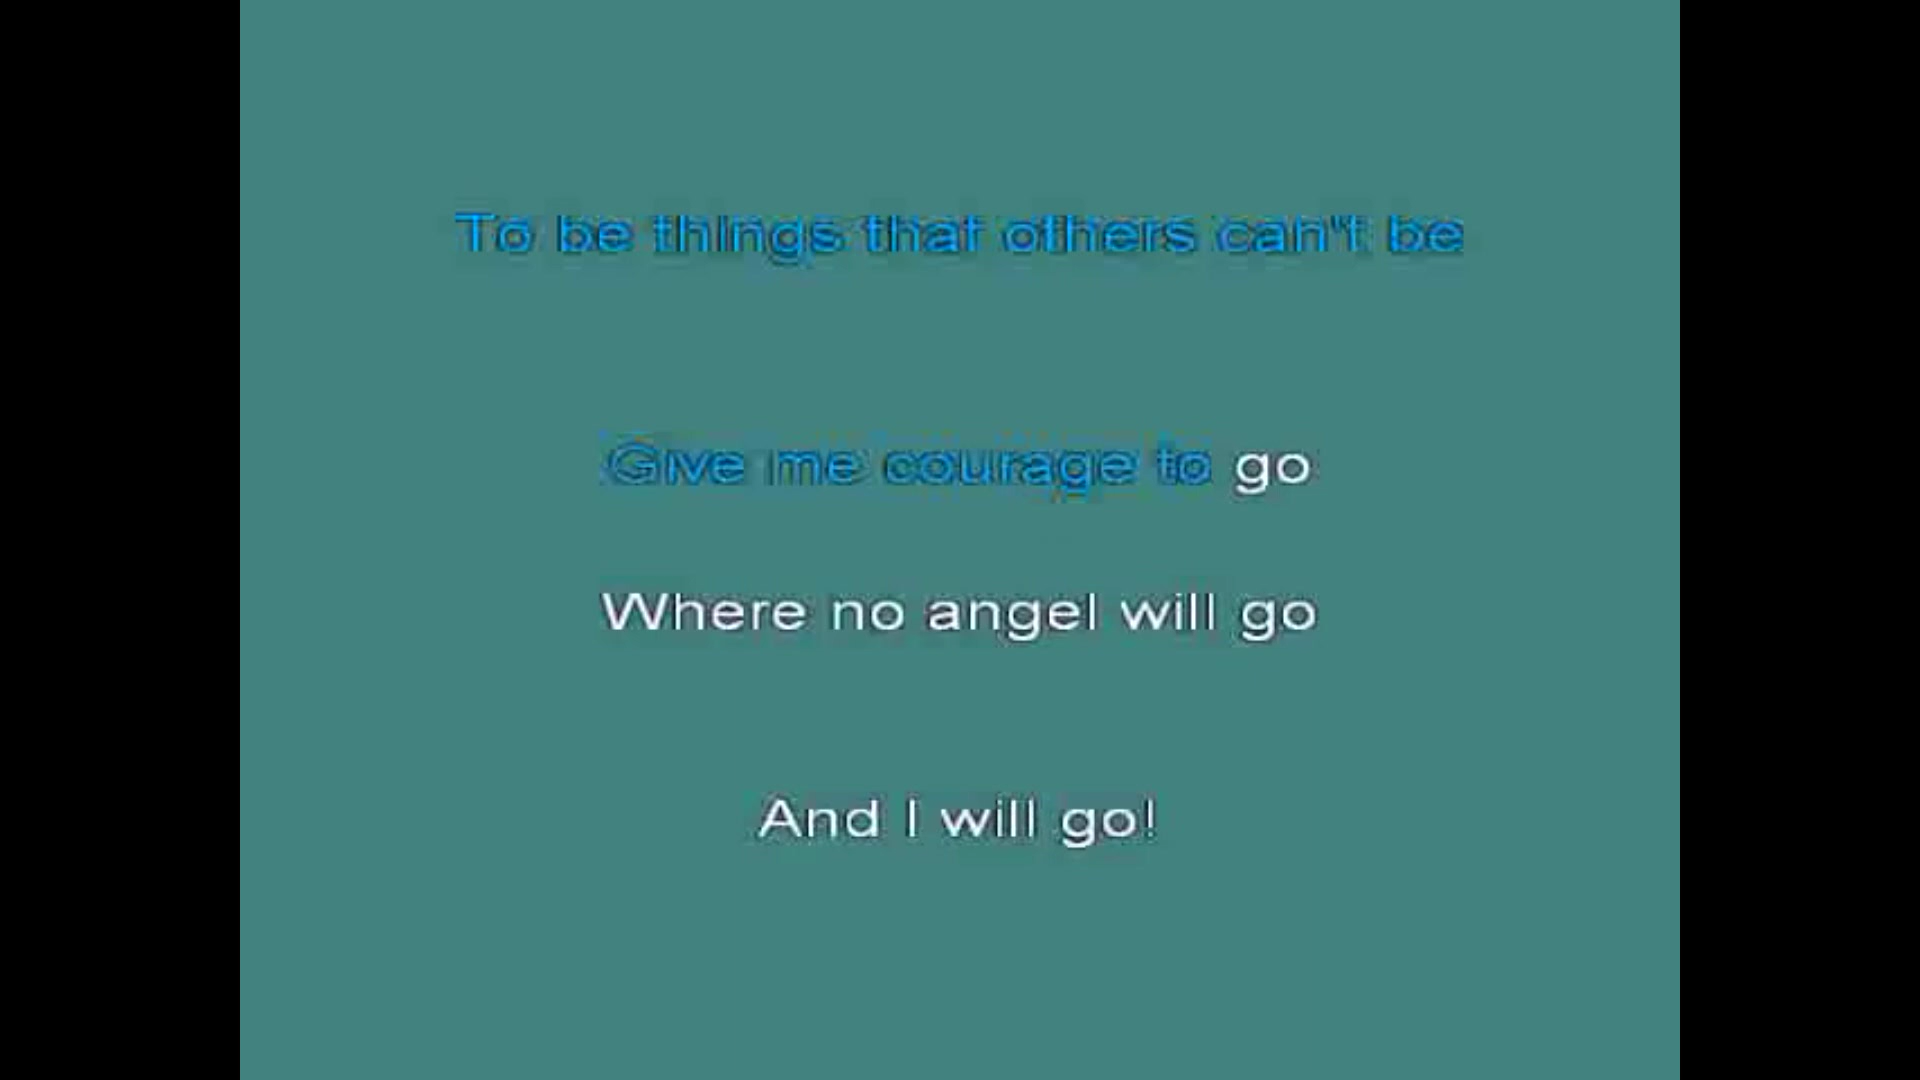 To be things that others can't be
Give me courage to go
Where no angel will go
And I will go!